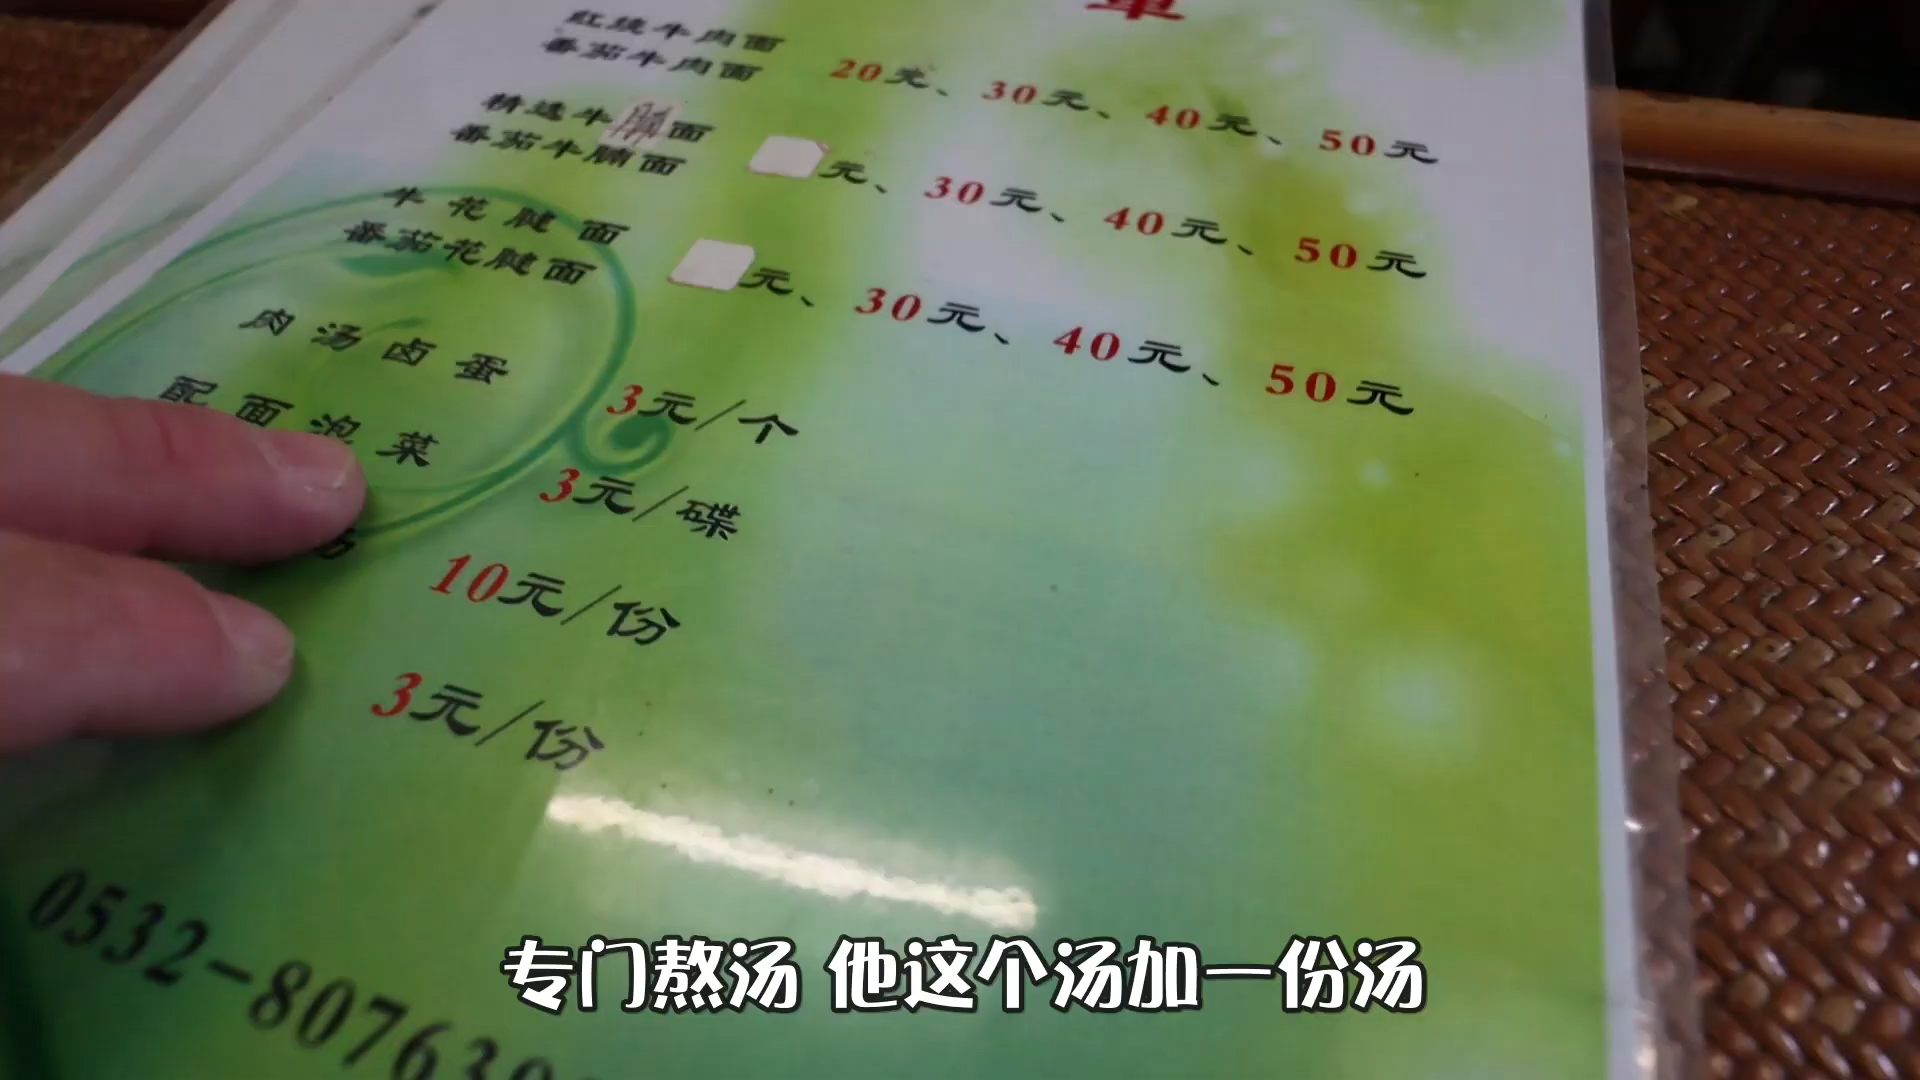 单
红烧牛肉面
番茄牛肉面
20元、30元、40元、50元
精选牛腩面
番茄牛腩面
元、30元、40元、50元
牛花腱面
番茄花腱面
元、30元、40元、50元
肉汤卤蛋
3元/个
配面泡菜
3元/碟
10元/份
3元/份
0532-80763
专门熬汤 他这个汤加一份汤